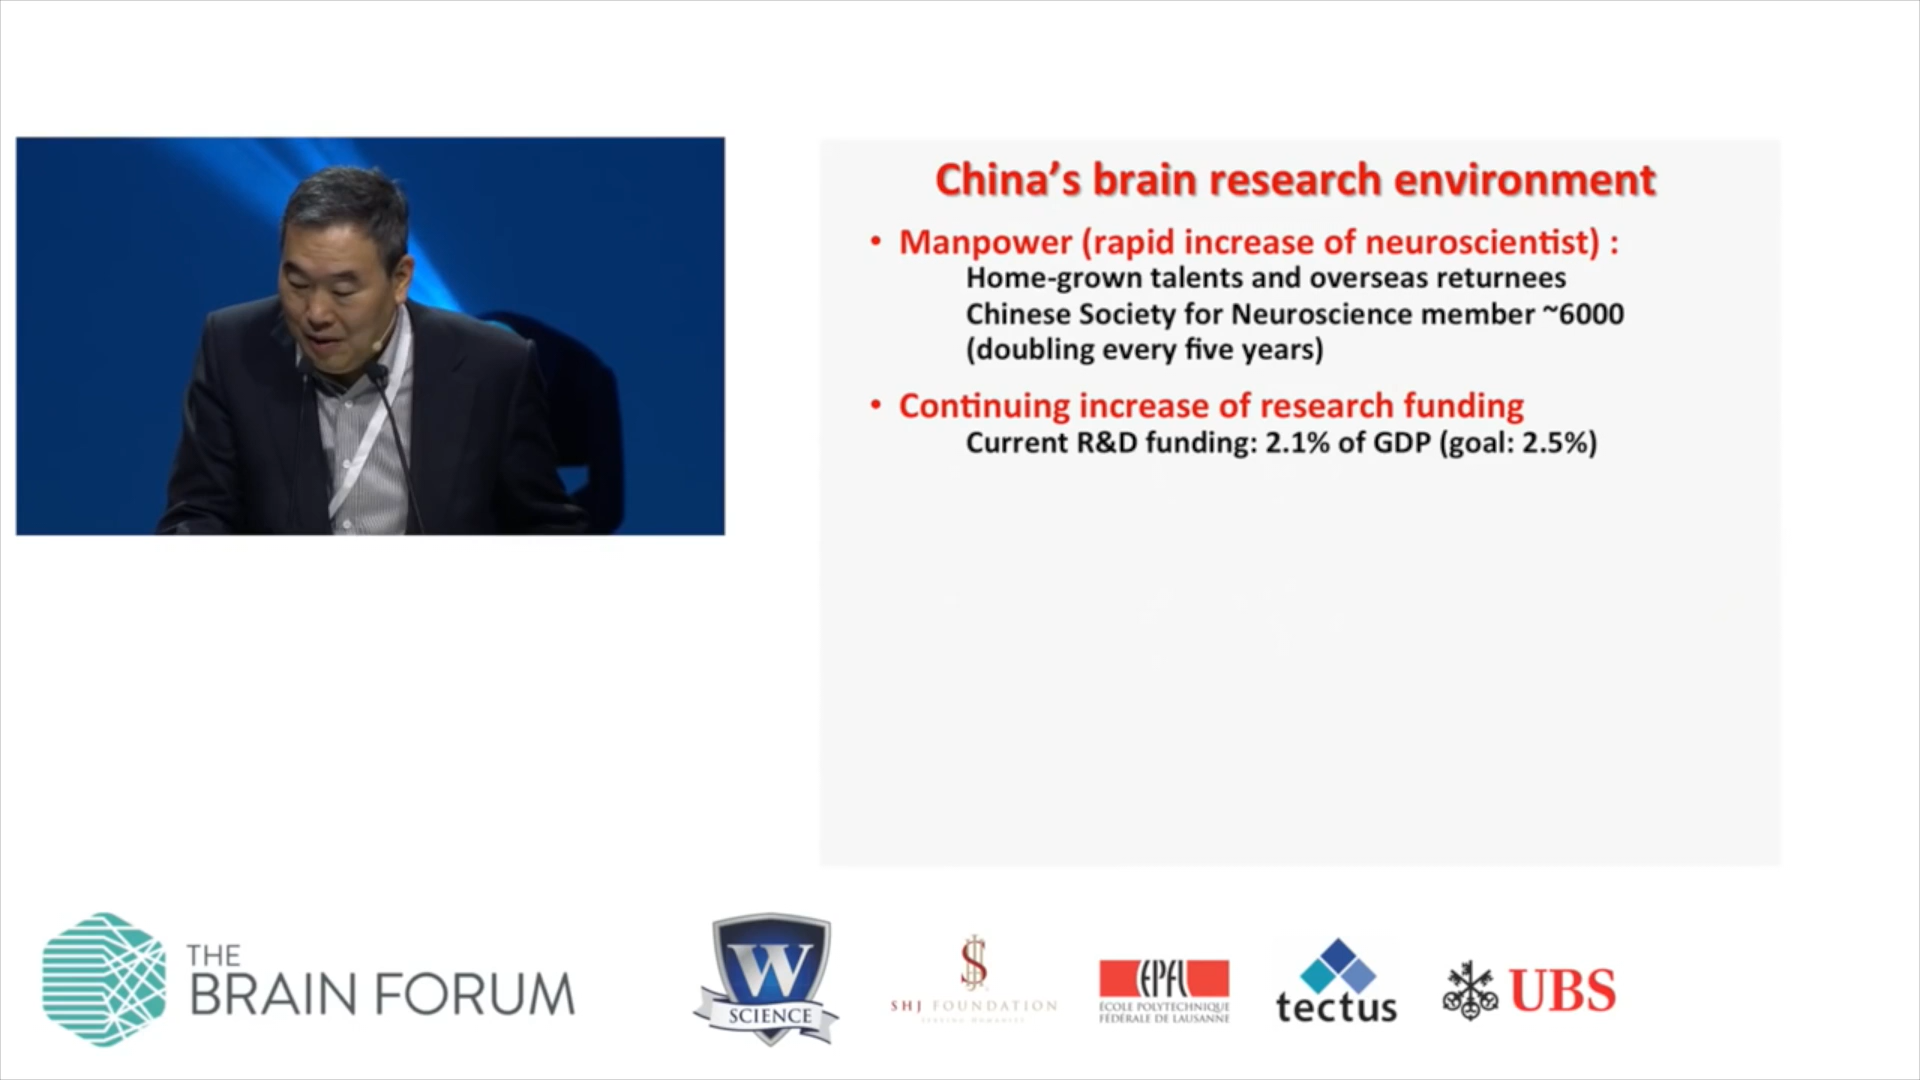 China's brain research environment
• Manpower (rapid increase of neuroscientist) :
Home-grown talents and overseas returnees
Chinese Society for Neuroscience member ~6000
(doubling every five years)
• Continuing increase of research funding
Current R&D funding: 2.1% of GDP (goal: 2.5%)
THE
BRAIN FORUM
W
SCIENCE
SHJ FOUNDATION
SERVING HUMANITY
EPFL
ÉCOLE POLYTECHNIQUE
FÉDÉRALE DE LAUSANNE
tectus
UBS